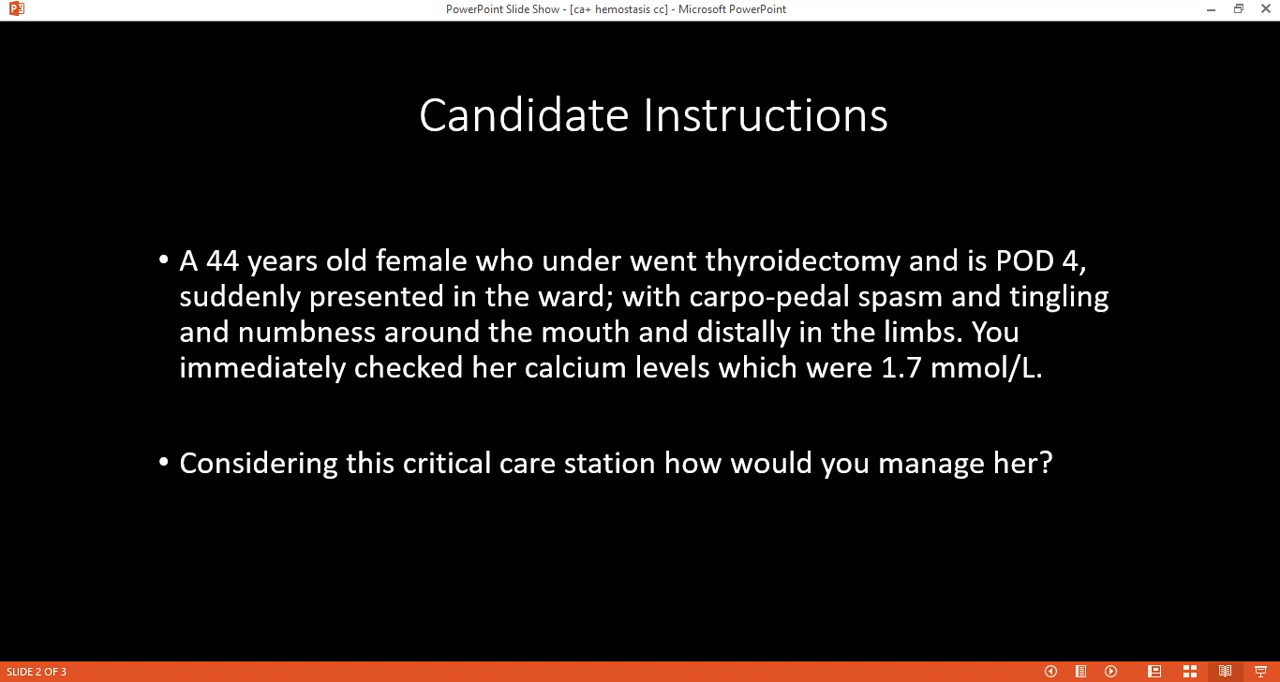 PowerPoint Slide Show - [ca+ hemostasis cc] - Microsoft PowerPoint
Candidate Instructions
• A 44 years old female who under went thyroidectomy and is POD 4,
suddenly presented in the ward; with carpo-pedal spasm and tingling
and numbness around the mouth and distally in the limbs. You
immediately checked her calcium levels which were 1.7 mmol/L.
• Considering this critical care station how would you manage her?
SLIDE 2 OF 3